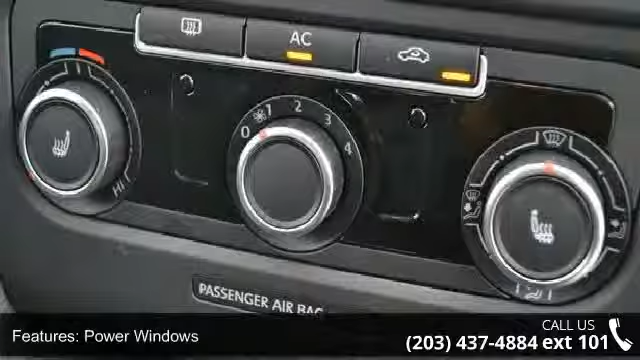 AC
0 1 2 3 4
HI
PASSENGER AIR BAG
Features: Power Windows
CALL US
(203) 437-4884 ext 101